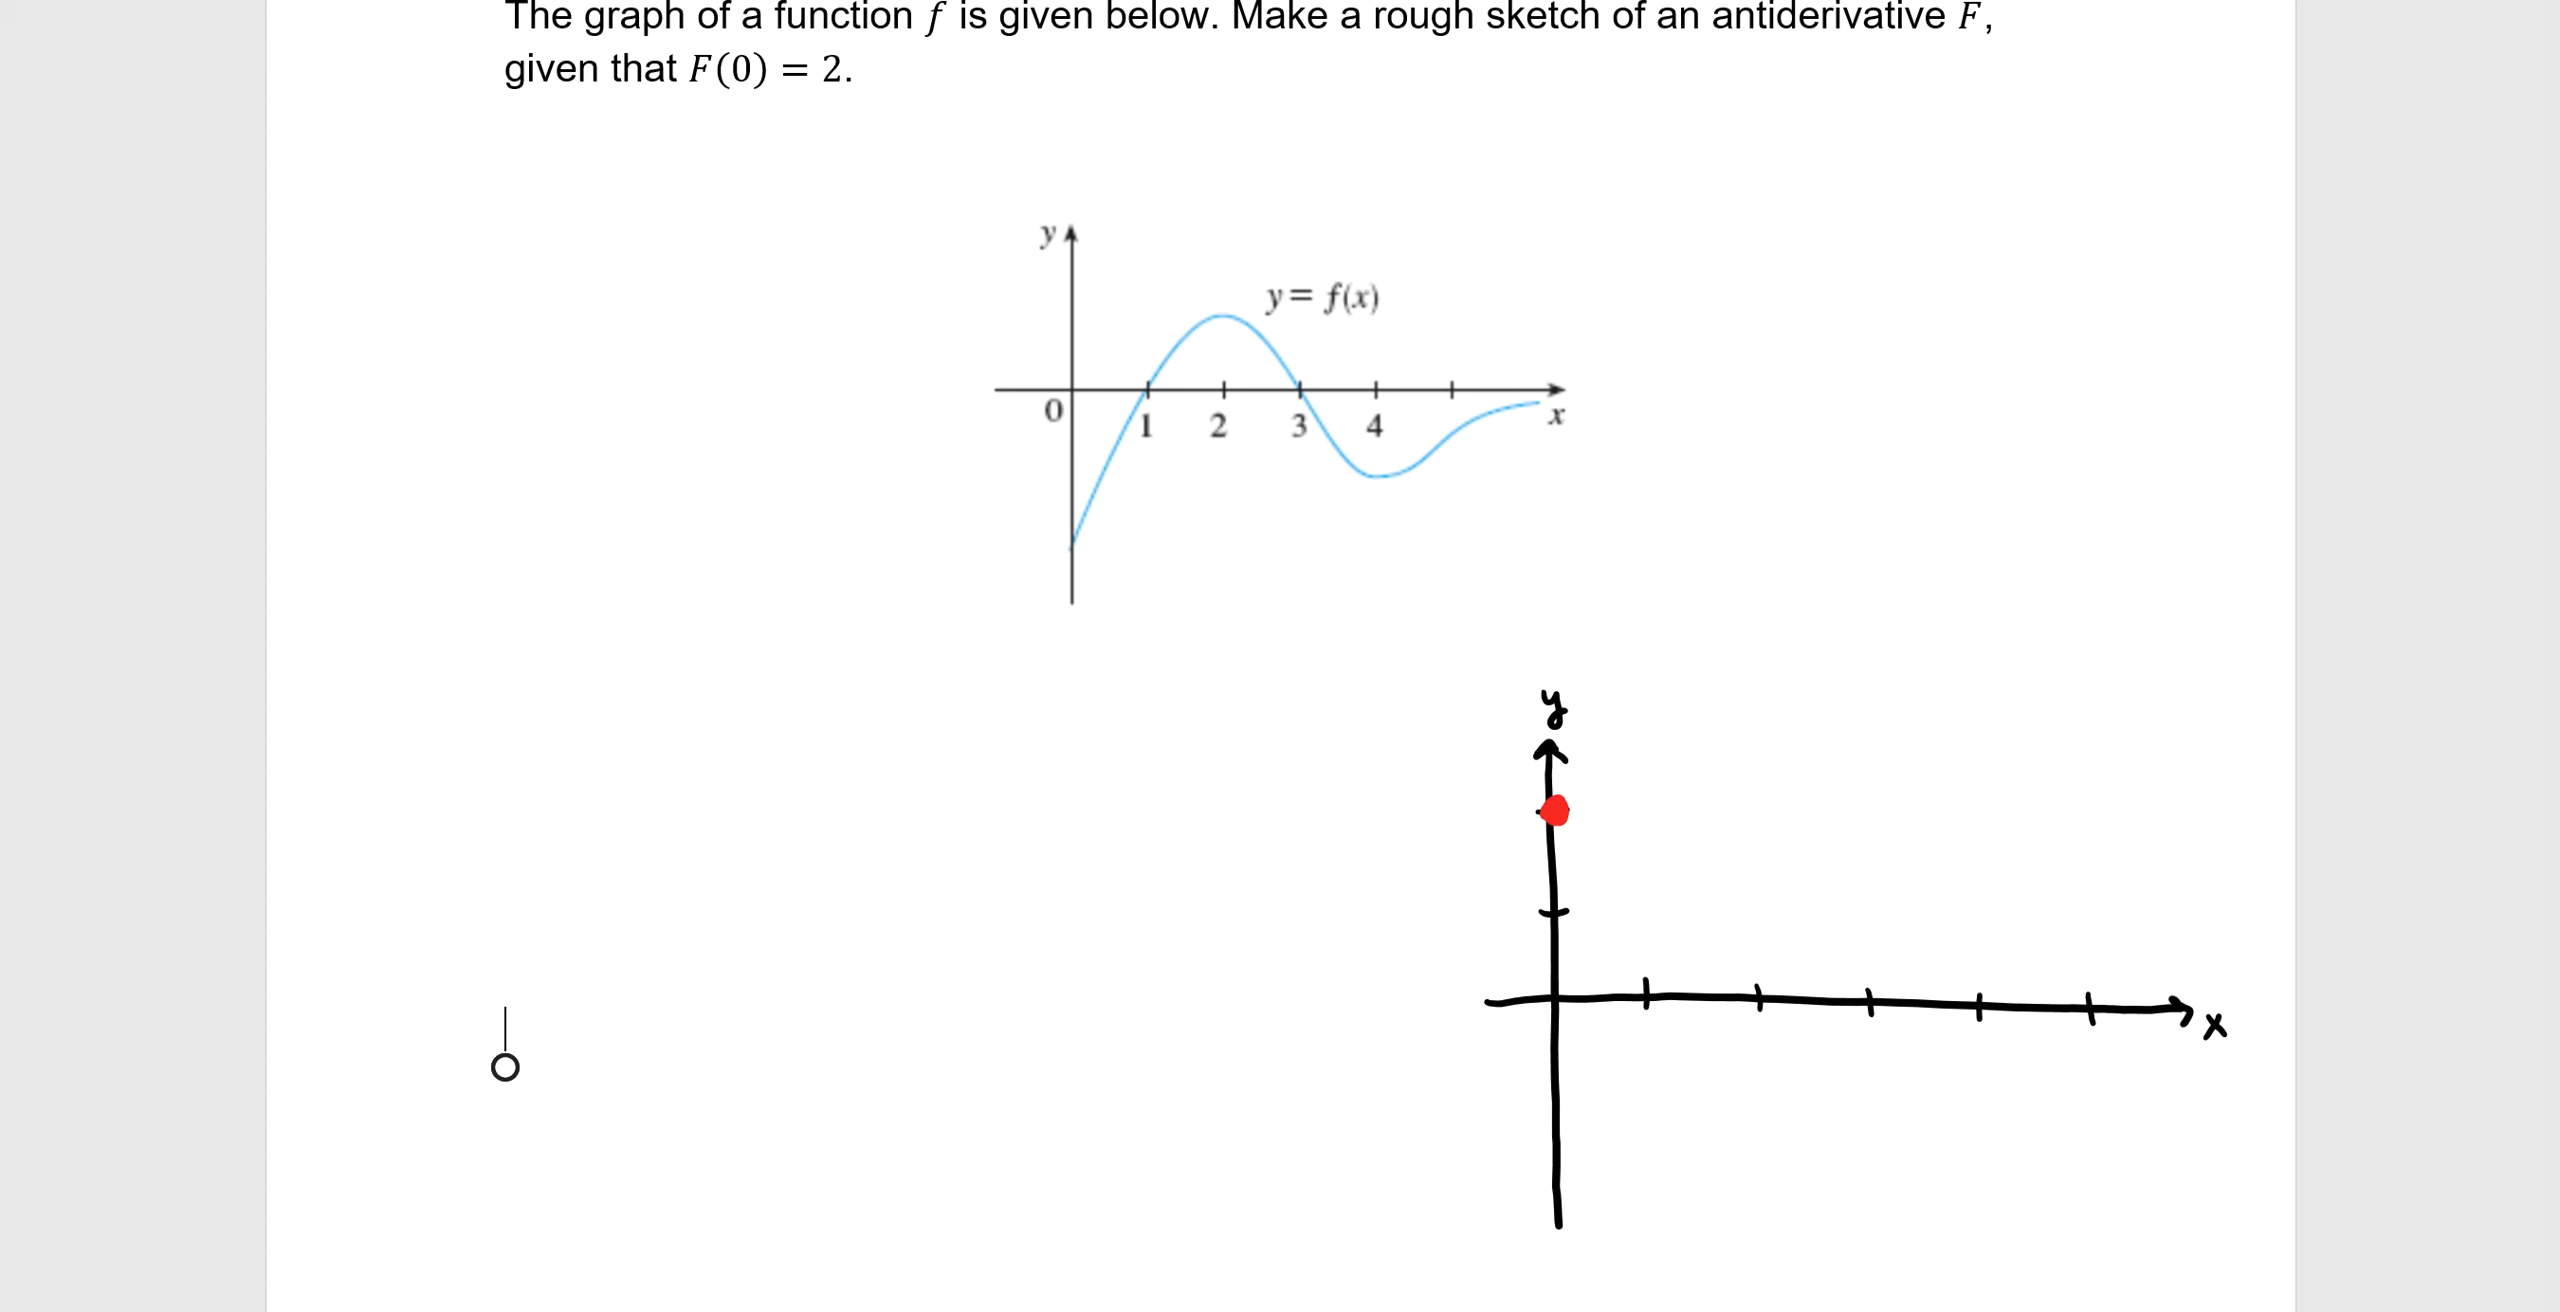 The graph of a function f is given below. Make a rough sketch of an antiderivative F,
given that F(0) = 2.
y
y = f(x)
0 1 2 3 4 x
y
x